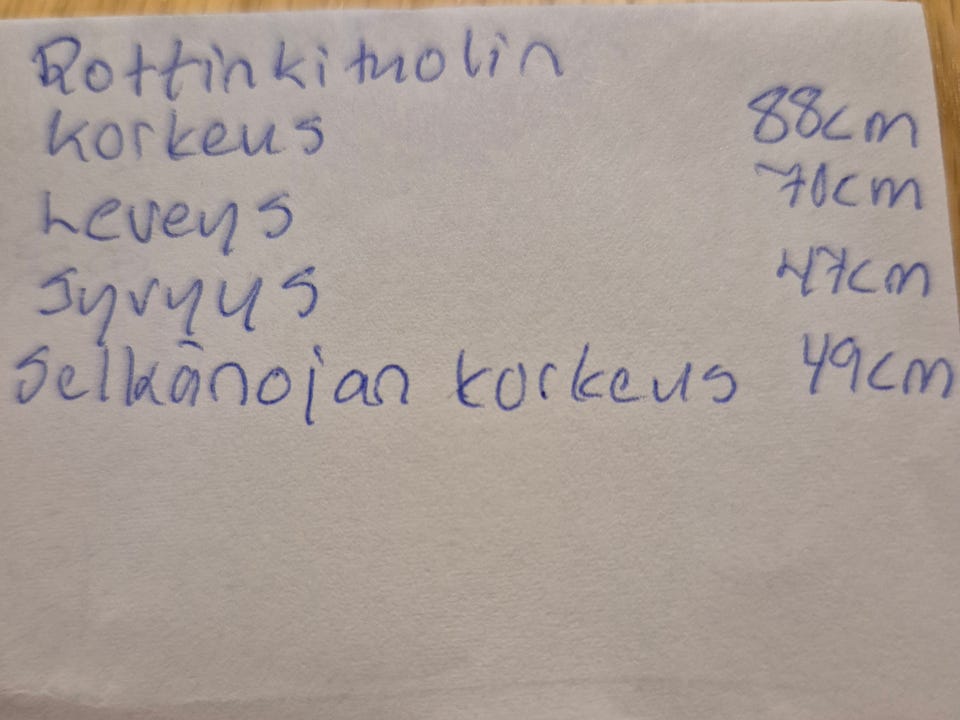 Rottinkituolin
korkeus 88cm
Leveys 70cm
syvyys 47cm
Selkänojan korkeus 49cm